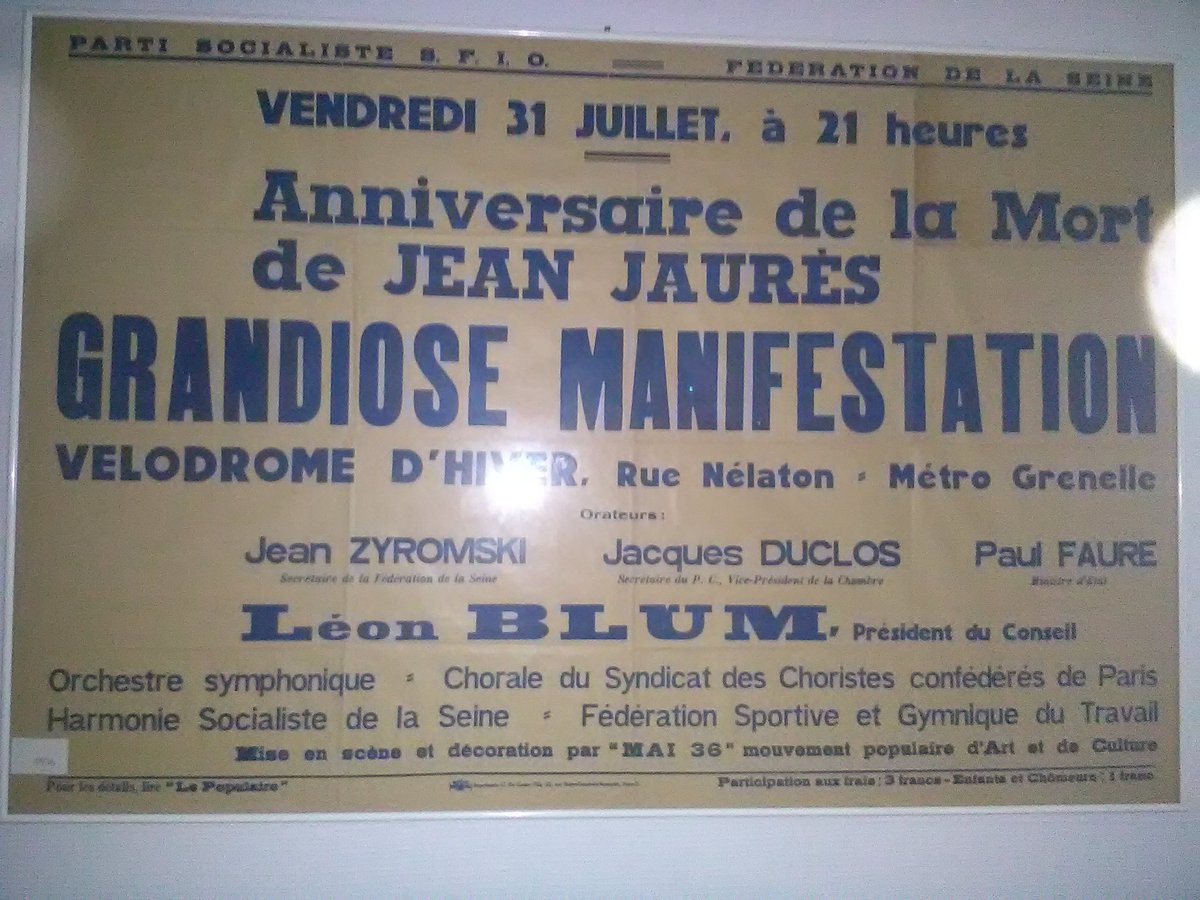 PARTI SOCIALISTE S. F. I. O. FEDERATION DE LA SEINE
VENDREDI 31 JUILLET, à 21 heures
Anniversaire de la Mort
de JEAN JAURÈS
GRANDIOSE MANIFESTATION
VELODROME D'HIVER, Rue Nélaton = Métro Grenelle
Orateurs :
Jean ZYROMSKI Jacques DUCLOS Paul FAURE
Secrétaire de la Fédération de la Seine Secrétaire du P. C., Vice-Président de la Chambre Ministre d'État
Léon BLUM, Président du Conseil
Orchestre symphonique = Chorale du Syndicat des Choristes confédérés de Paris
Harmonie Socialiste de la Seine = Fédération Sportive et Gymnique du Travail
Mise en scène et décoration par "MAI 36" mouvement populaire d'Art et de Culture
Pour les détails, lire "Le Populaire" Participation aux frais : 3 francs - Enfants et Chômeurs : 1 franc